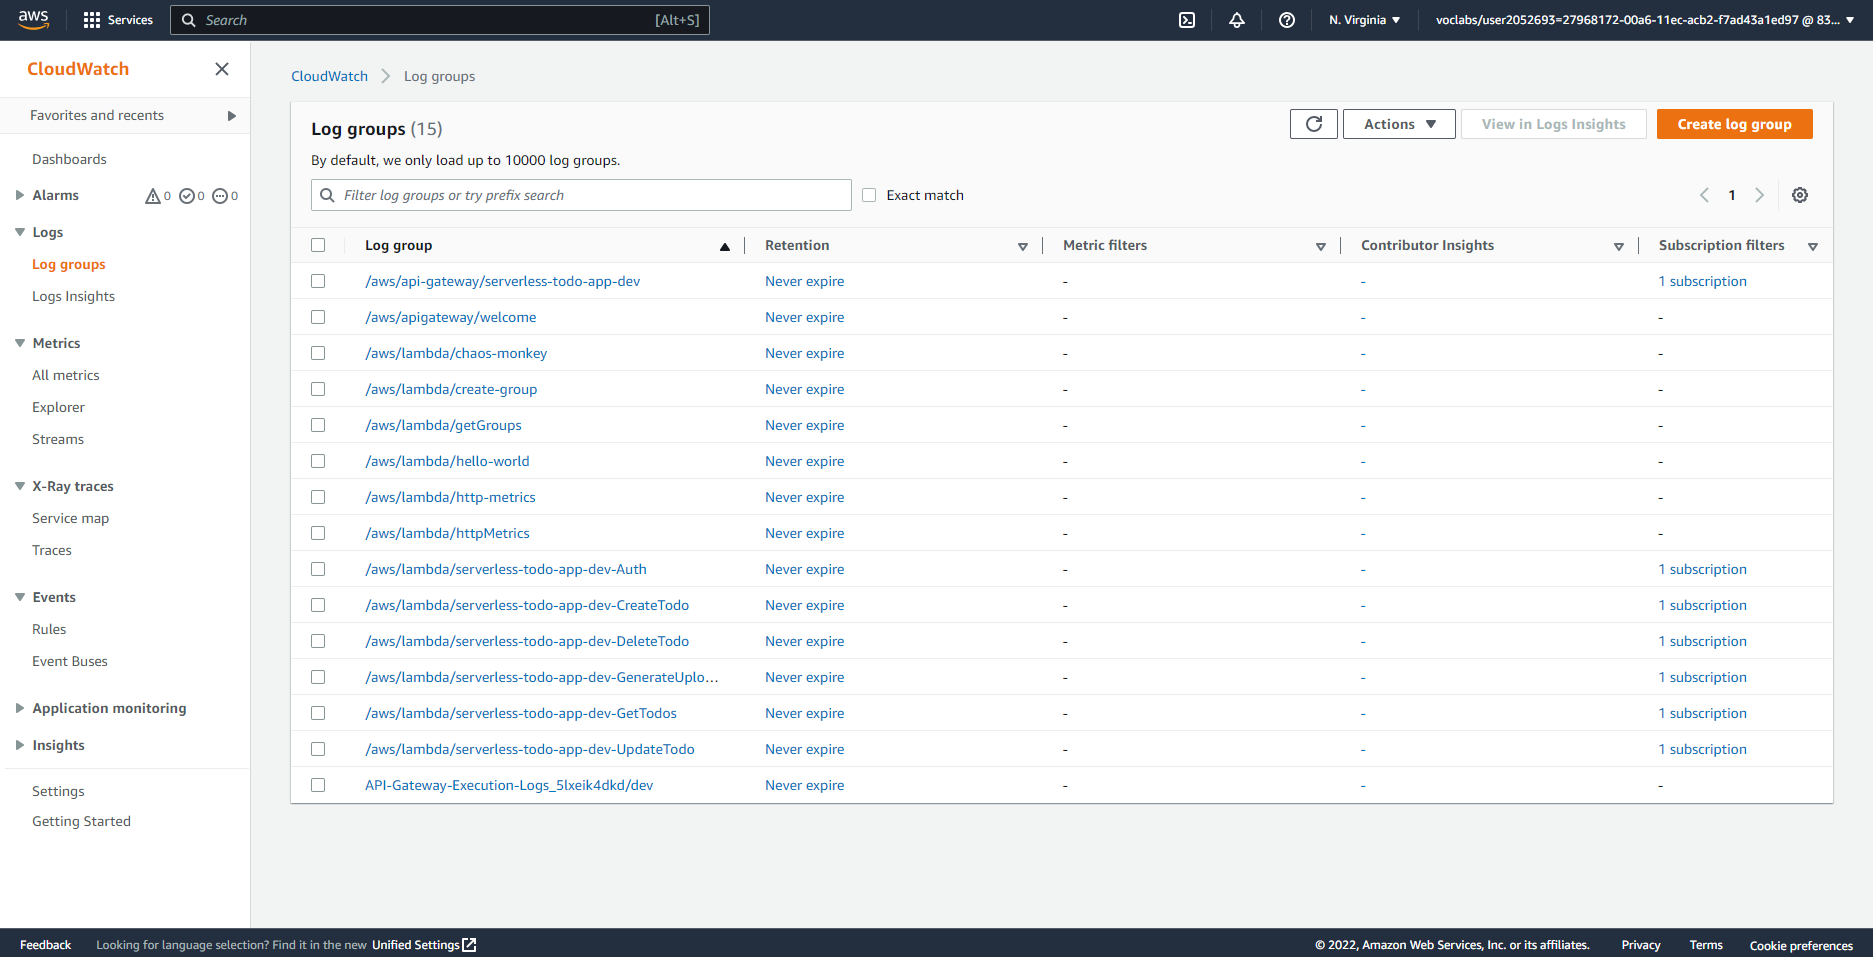 aws Services Search [Alt+S] N. Virginia voclabs/user2052693=27968172-00a6-11ec-acb2-f7ad43a1ed97 @ 83...
CloudWatch
Favorites and recents
Dashboards
Alarms 0 0 0
Logs
Log groups
Logs Insights
Metrics
All metrics
Explorer
Streams
X-Ray traces
Service map
Traces
Events
Rules
Event Buses
Application monitoring
Insights
Settings
Getting Started
CloudWatch Log groups
Log groups (15) Actions View in Logs Insights Create log group
By default, we only load up to 10000 log groups.
Filter log groups or try prefix search Exact match 1
Log group Retention Metric filters Contributor Insights Subscription filters
/aws/api-gateway/serverless-todo-app-dev Never expire - - 1 subscription
/aws/apigateway/welcome Never expire - - -
/aws/lambda/chaos-monkey Never expire - - -
/aws/lambda/create-group Never expire - - -
/aws/lambda/getGroups Never expire - - -
/aws/lambda/hello-world Never expire - - -
/aws/lambda/http-metrics Never expire - - -
/aws/lambda/httpMetrics Never expire - - -
/aws/lambda/serverless-todo-app-dev-Auth Never expire - - 1 subscription
/aws/lambda/serverless-todo-app-dev-CreateTodo Never expire - - 1 subscription
/aws/lambda/serverless-todo-app-dev-DeleteTodo Never expire - - 1 subscription
/aws/lambda/serverless-todo-app-dev-GenerateUplo... Never expire - - 1 subscription
/aws/lambda/serverless-todo-app-dev-GetTodos Never expire - - 1 subscription
/aws/lambda/serverless-todo-app-dev-UpdateTodo Never expire - - 1 subscription
API-Gateway-Execution-Logs_5lxeik4dkd/dev Never expire - - -
Feedback Looking for language selection? Find it in the new Unified Settings © 2022, Amazon Web Services, Inc. or its affiliates. Privacy Terms Cookie preferences